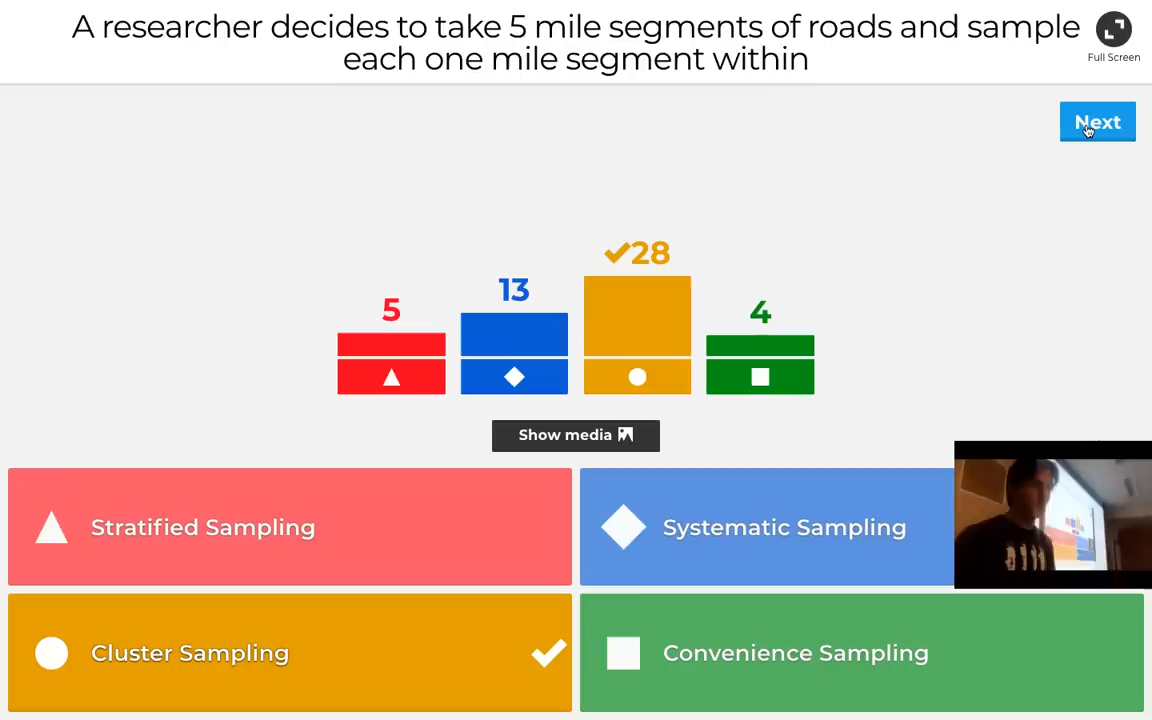 A researcher decides to take 5 mile segments of roads and sample
each one mile segment within
Full Screen
Next
5
13
28
4
Show media
Stratified Sampling
Systematic Sampling
Cluster Sampling
Convenience Sampling